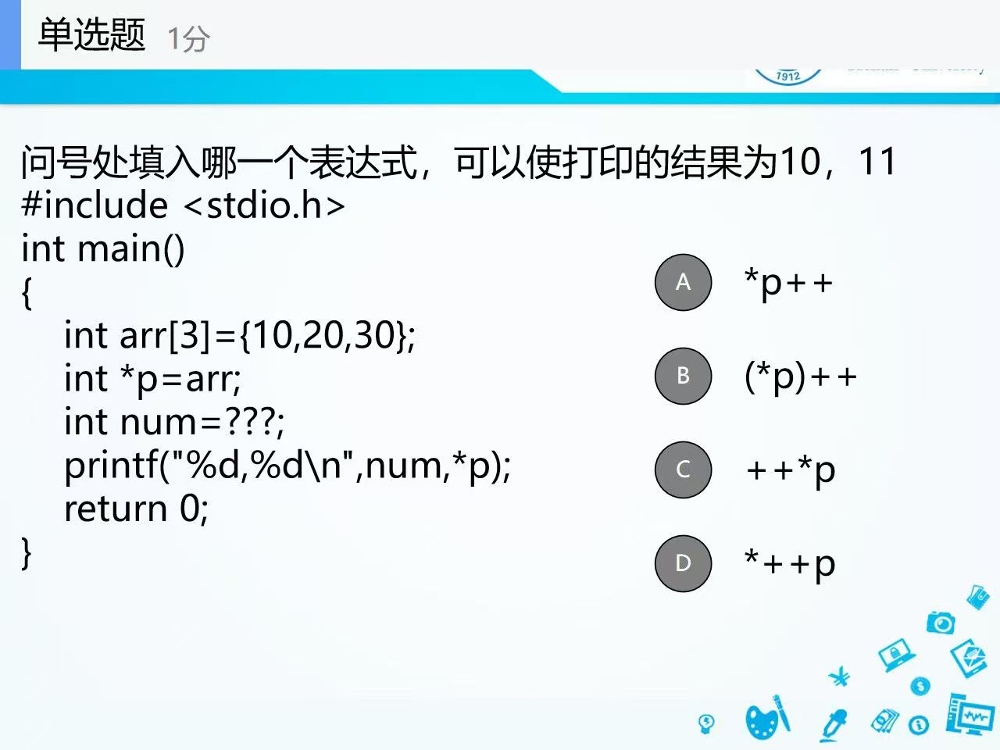 单选题 1分
1912
问号处填入哪一个表达式，可以使打印的结果为10，11
#include <stdio.h>
int main()
{
int arr[3]={10,20,30};
int *p=arr;
int num=???;
printf("%d,%d\n",num,*p);
return 0;
}
A *p++
B (*p)++
C ++*p
D *++p